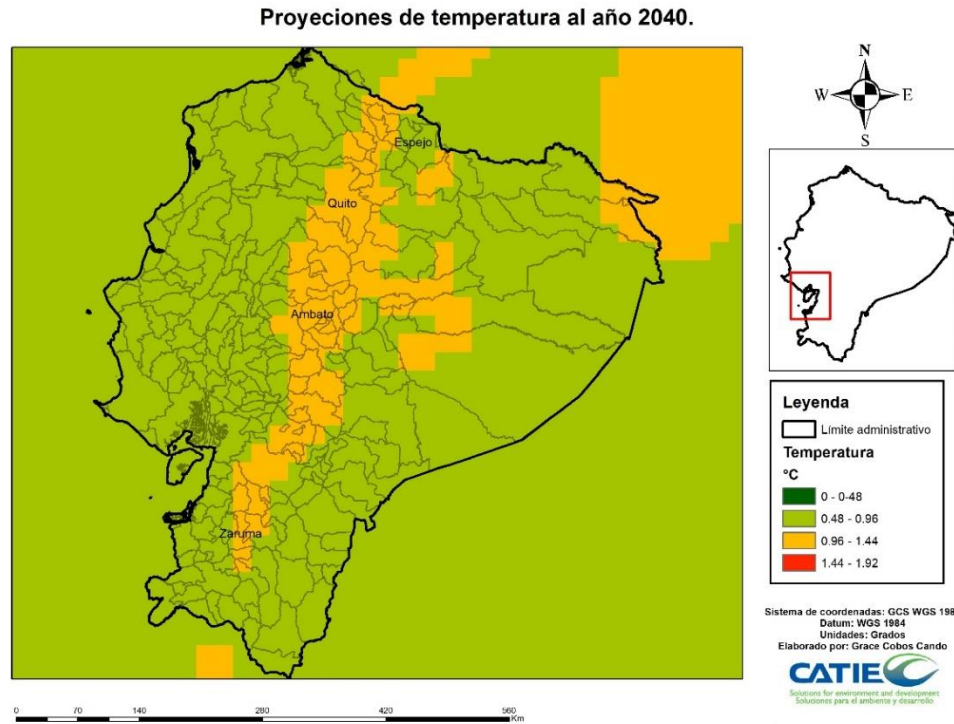 Proyeciones de temperatura al año 2040.
N
W
E
S
Espejo
Quito
Ambato
Zaruma
Leyenda
Límite administrativo
Temperatura
°C
0 - 0-48
0.48 - 0.96
0.96 - 1.44
1.44 - 1.92
Sistema de coordenadas: GCS WGS 198
Datum: WGS 1984
Unidades: Grados
Elaborado por: Grace Cobos Cando
CATIE
Solutions for environment and development
Soluciones para el ambiente y desarrollo
0 70 140 280 420 560
Km